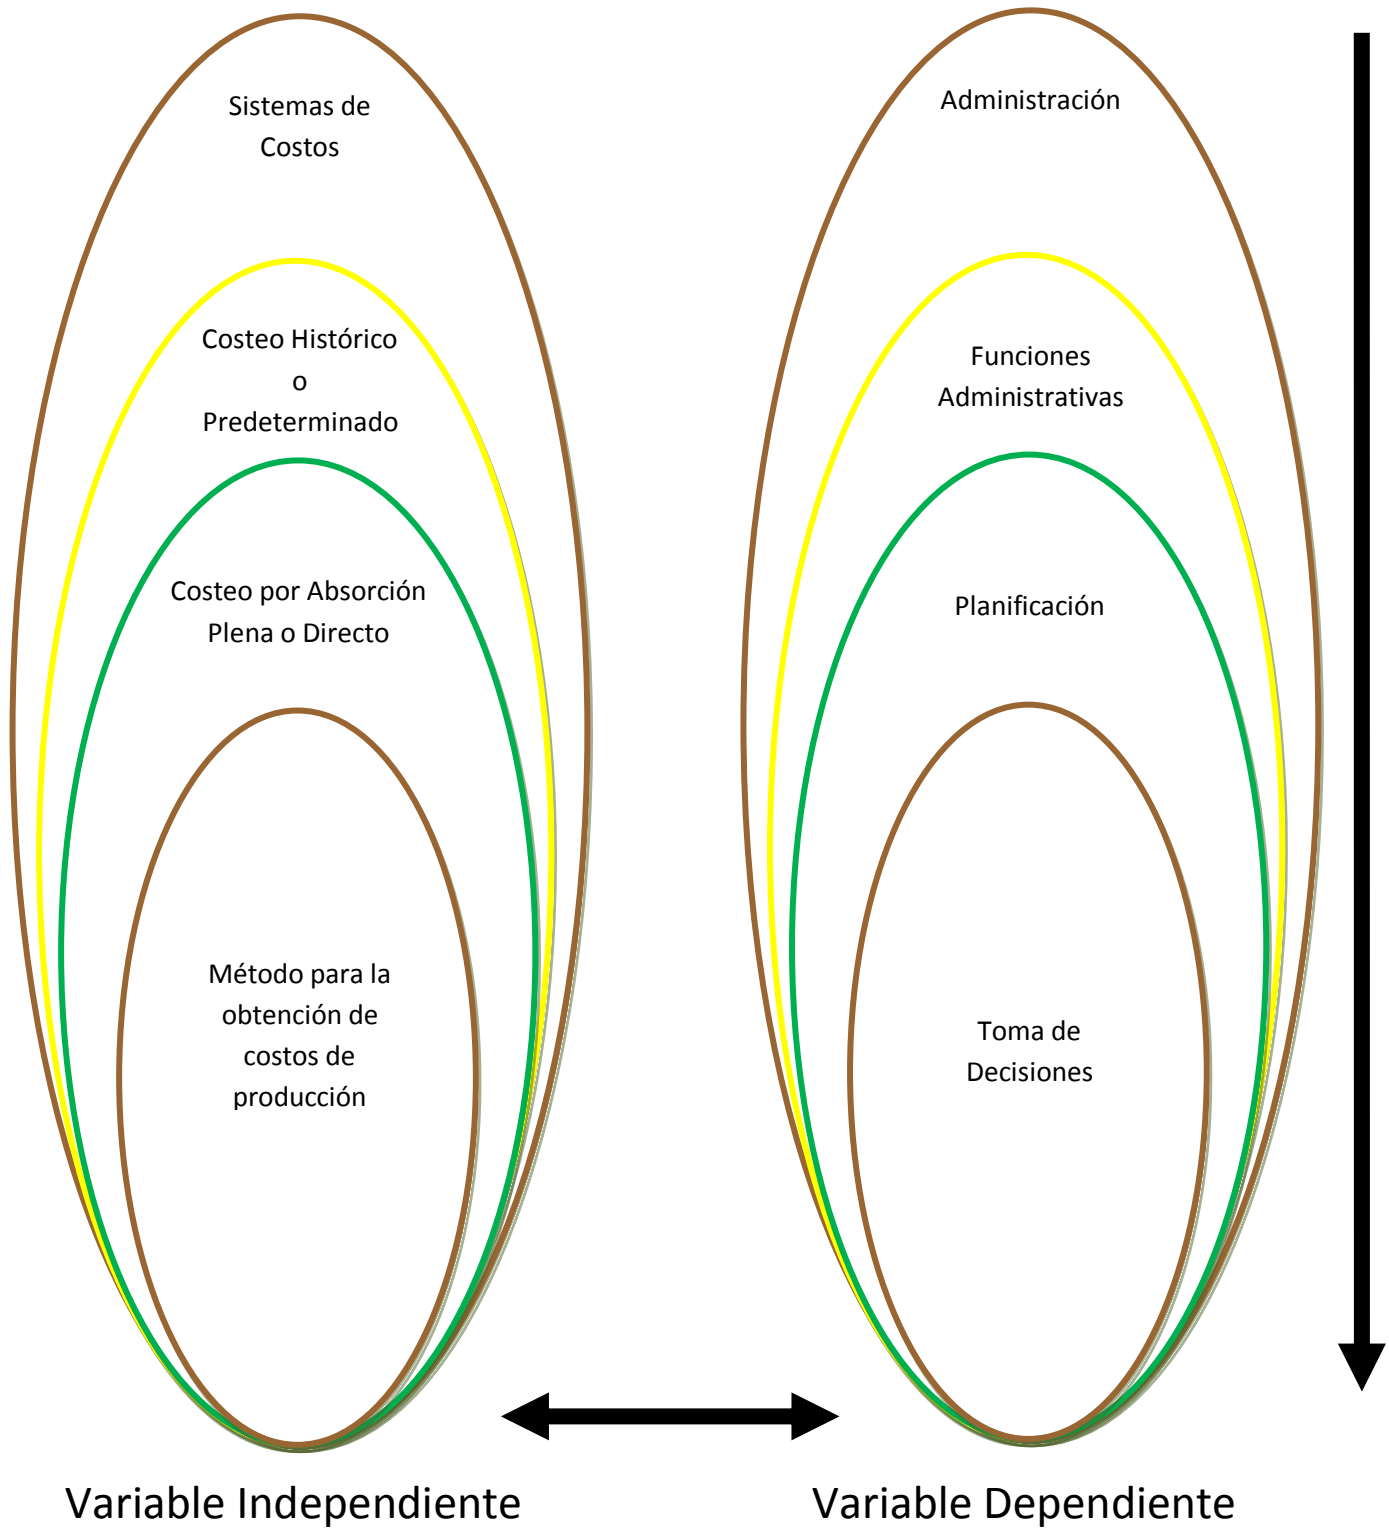 Sistemas de
Costos
Costeo Histórico
o
Predeterminado
Costeo por Absorción
Plena o Directo
Método para la
obtención de
costos de
producción
Variable Independiente
Administración
Funciones
Administrativas
Planificación
Toma de
Decisiones
Variable Dependiente